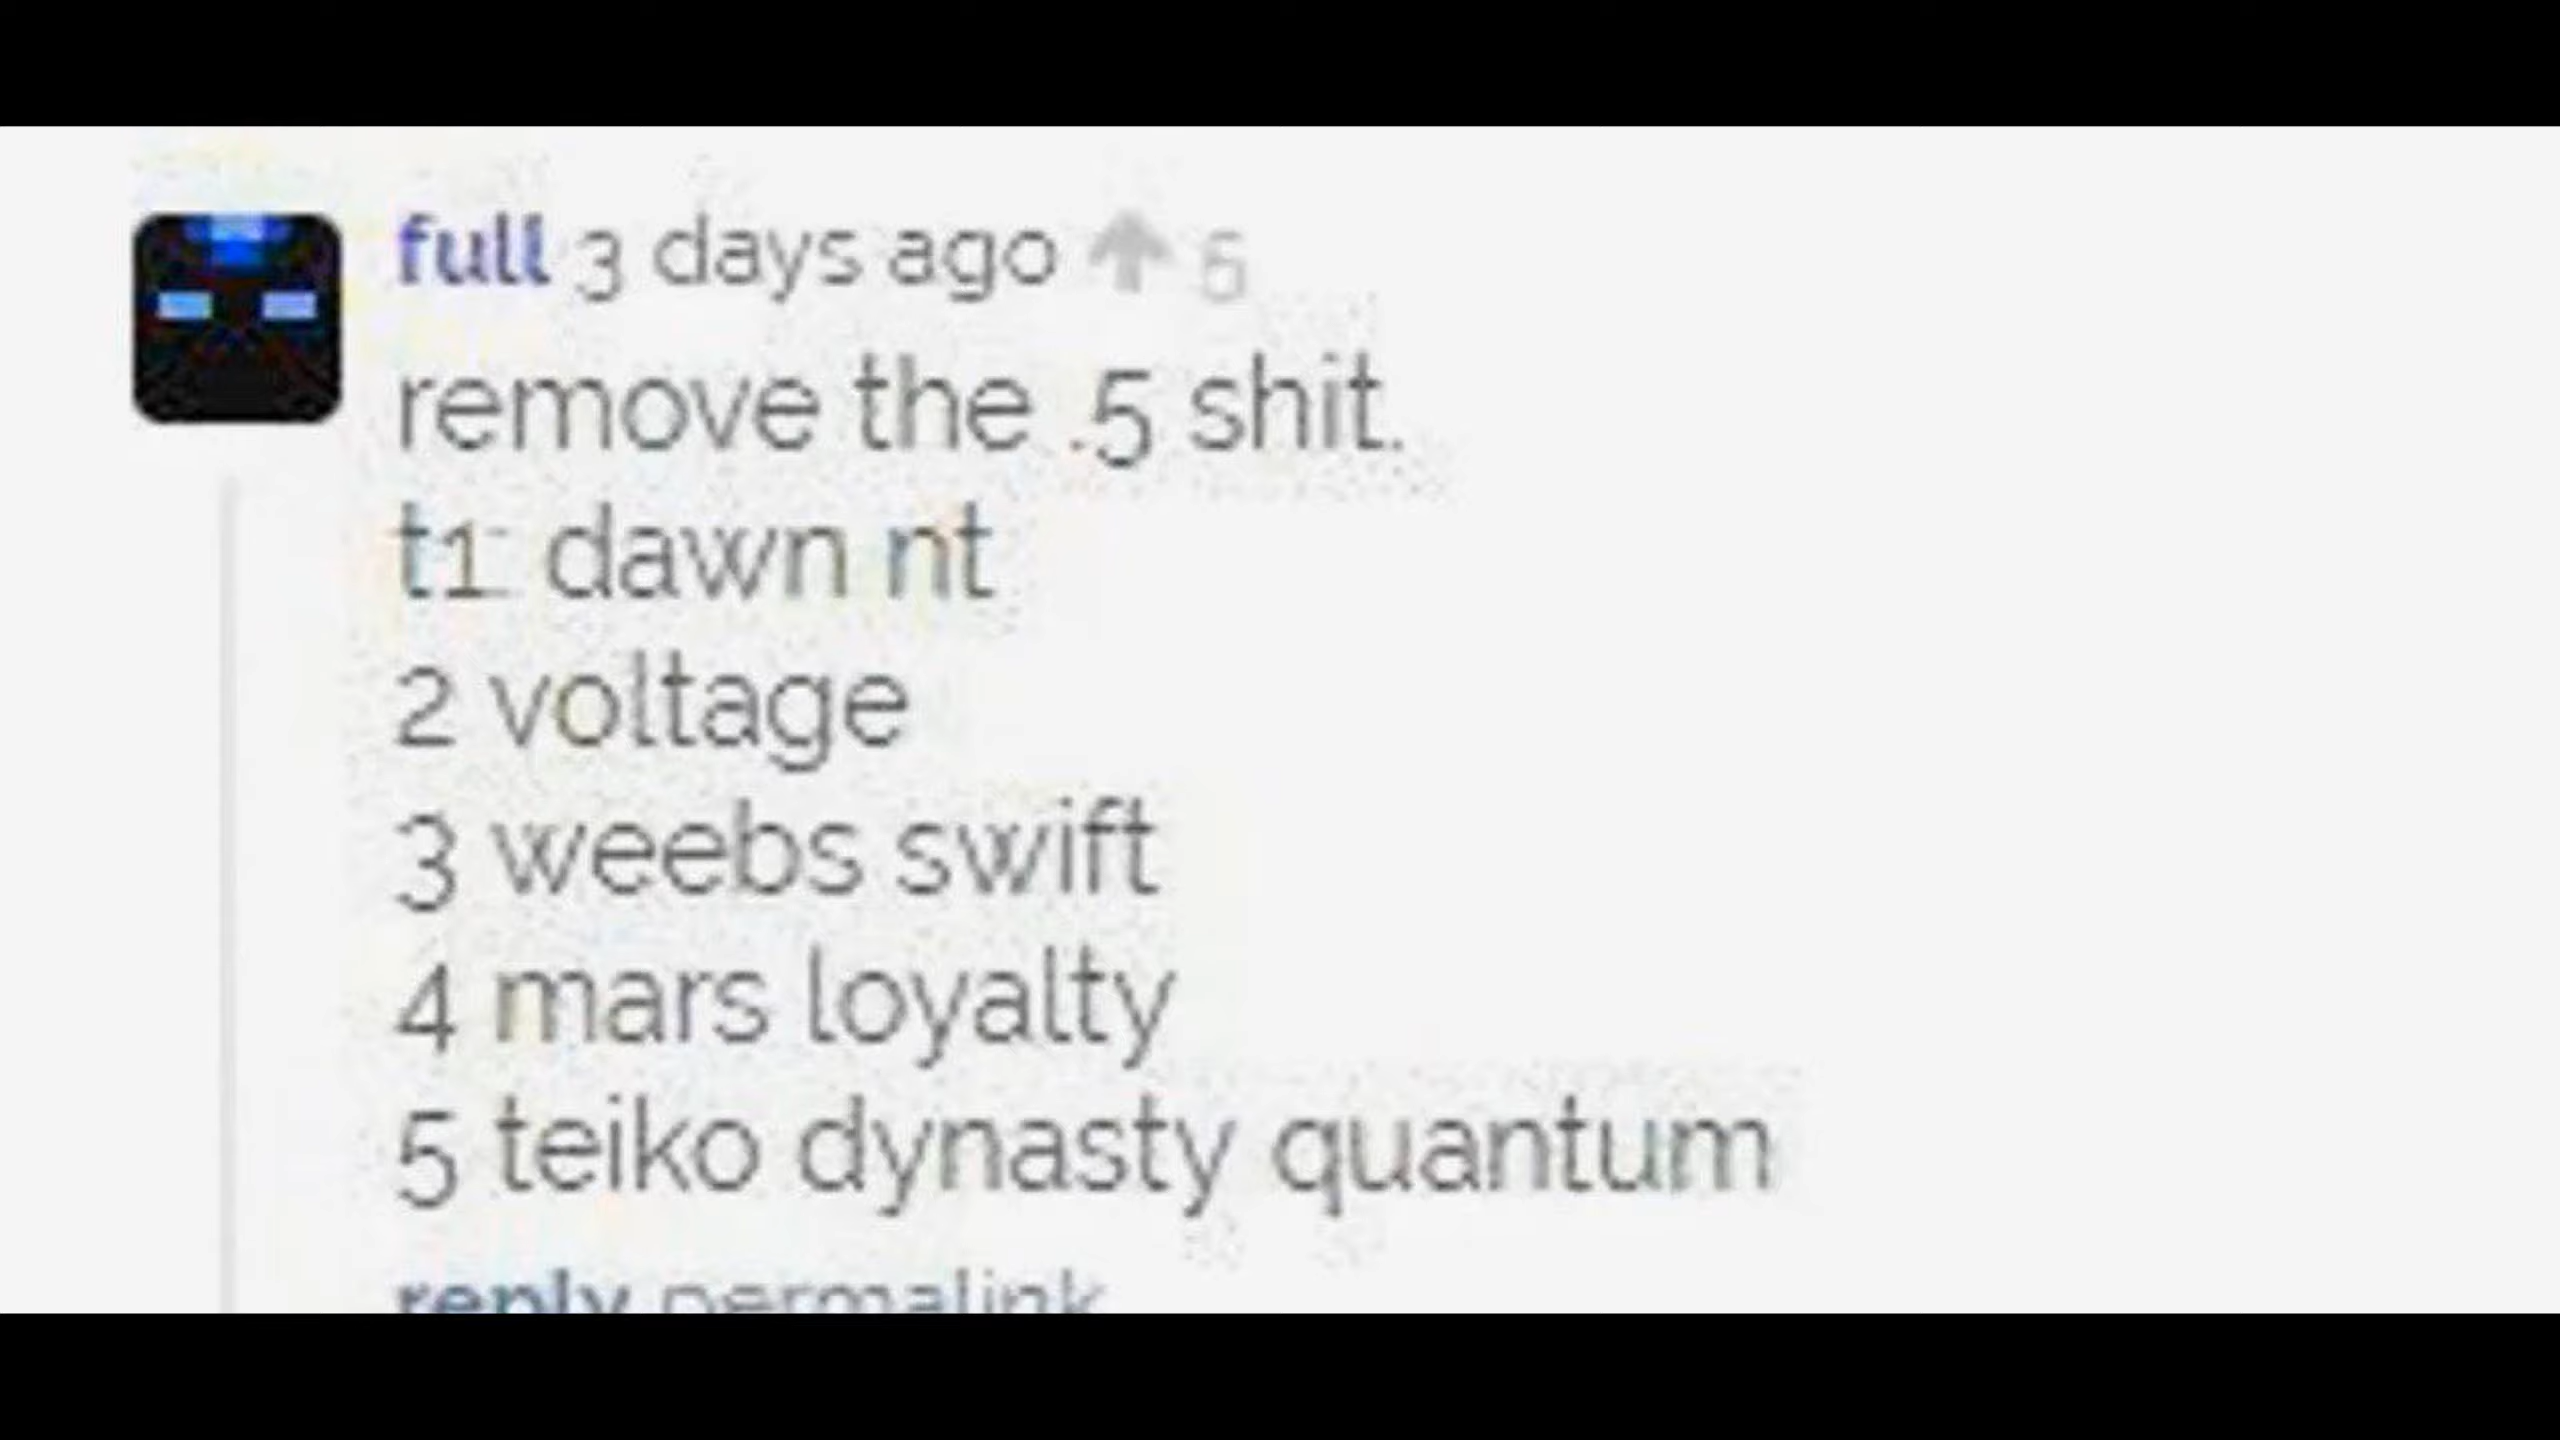 full 3 days ago 6
remove the .5 shit.
t1: dawn nt
2 voltage
3 weebs swift
4 mars loyalty
5 teiko dynasty quantum
reply permalink